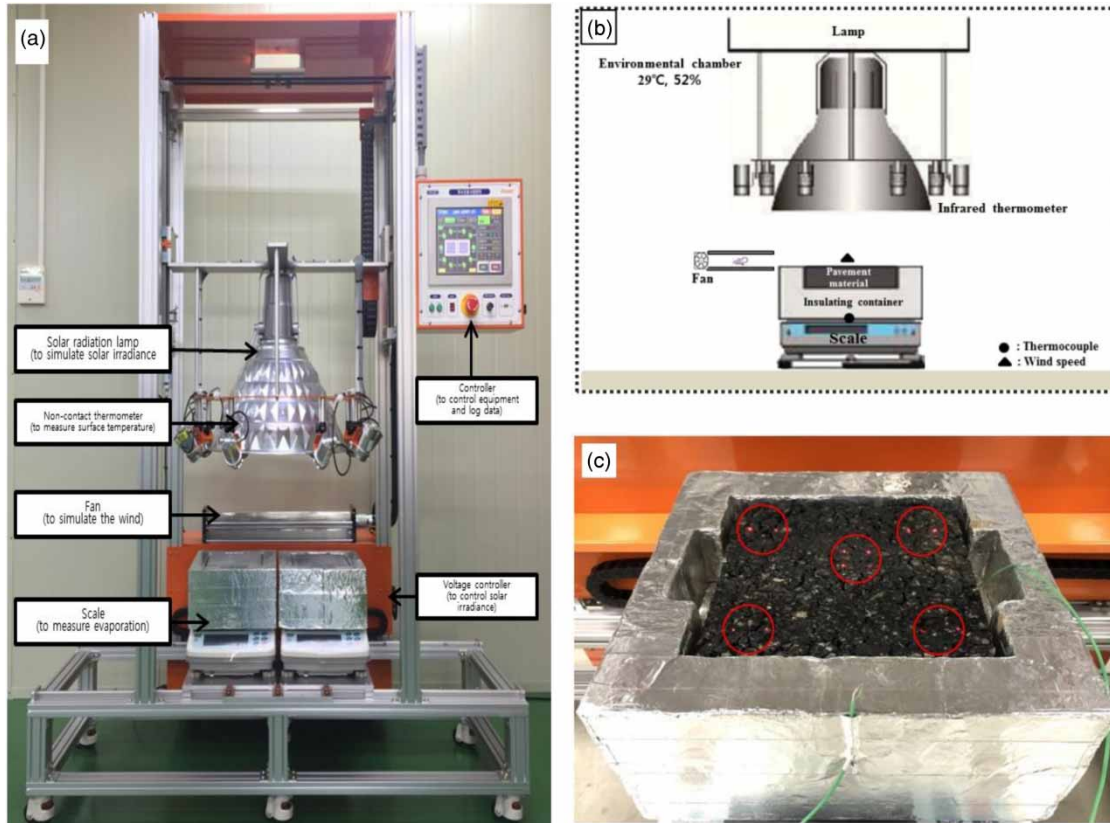 (a)
Solar radiation lamp
(to simulate solar irradiance
Non-contact thermometer
(to measure surface temperature)
Fan
(to simulate the wind)
Scale
(to measure evaporation)
Controller
(to control equipment
and log data)
Voltage controller
(to control solar
irradiance)
(b)
Lamp
Environmental chamber
29℃, 52%
Infrared thermometer
Fan
Pavement
material
Insulating container
Scale
● : Thermocouple
▲ : Wind speed
(c)